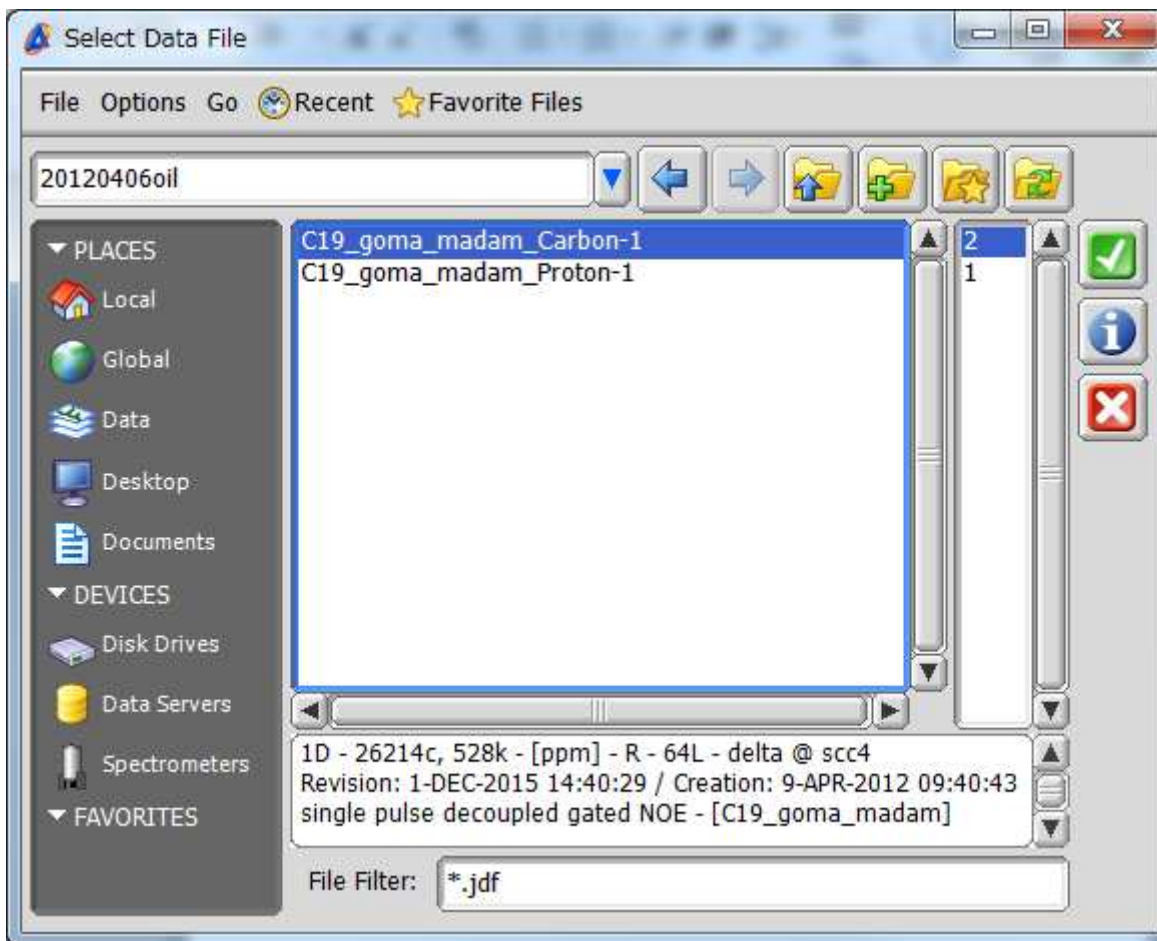 Select Data File
File Options Go Recent Favorite Files
20120406oil
PLACES
Local
Global
Data
Desktop
Documents
DEVICES
Disk Drives
Data Servers
Spectrometers
FAVORITES
C19_goma_madam_Carbon-1
C19_goma_madam_Proton-1
2
1
1D - 26214c, 528k - [ppm] - R - 64L - delta @ scc4
Revision: 1-DEC-2015 14:40:29 / Creation: 9-APR-2012 09:40:43
single pulse decoupled gated NOE - [C19_goma_madam]
File Filter: *.jdf